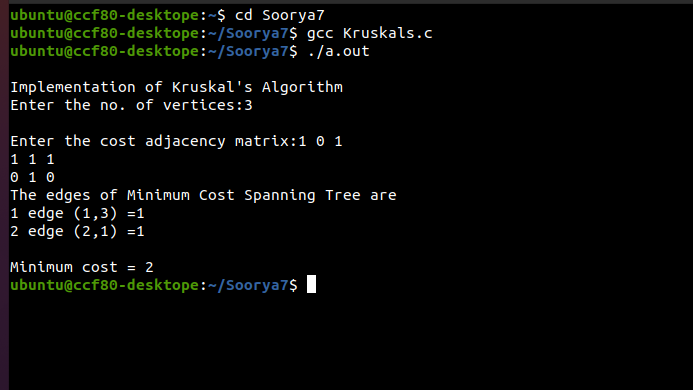 ubuntu@ccf80-desktope:~$ cd Soorya7
ubuntu@ccf80-desktope:~/Soorya7$ gcc Kruskals.c
ubuntu@ccf80-desktope:~/Soorya7$ ./a.out
Implementation of Kruskal's Algorithm
Enter the no. of vertices:3
Enter the cost adjacency matrix:1 0 1
1 1 1
0 1 0
The edges of Minimum Cost Spanning Tree are
1 edge (1,3) =1
2 edge (2,1) =1
Minimum cost = 2
ubuntu@ccf80-desktope:~/Soorya7$